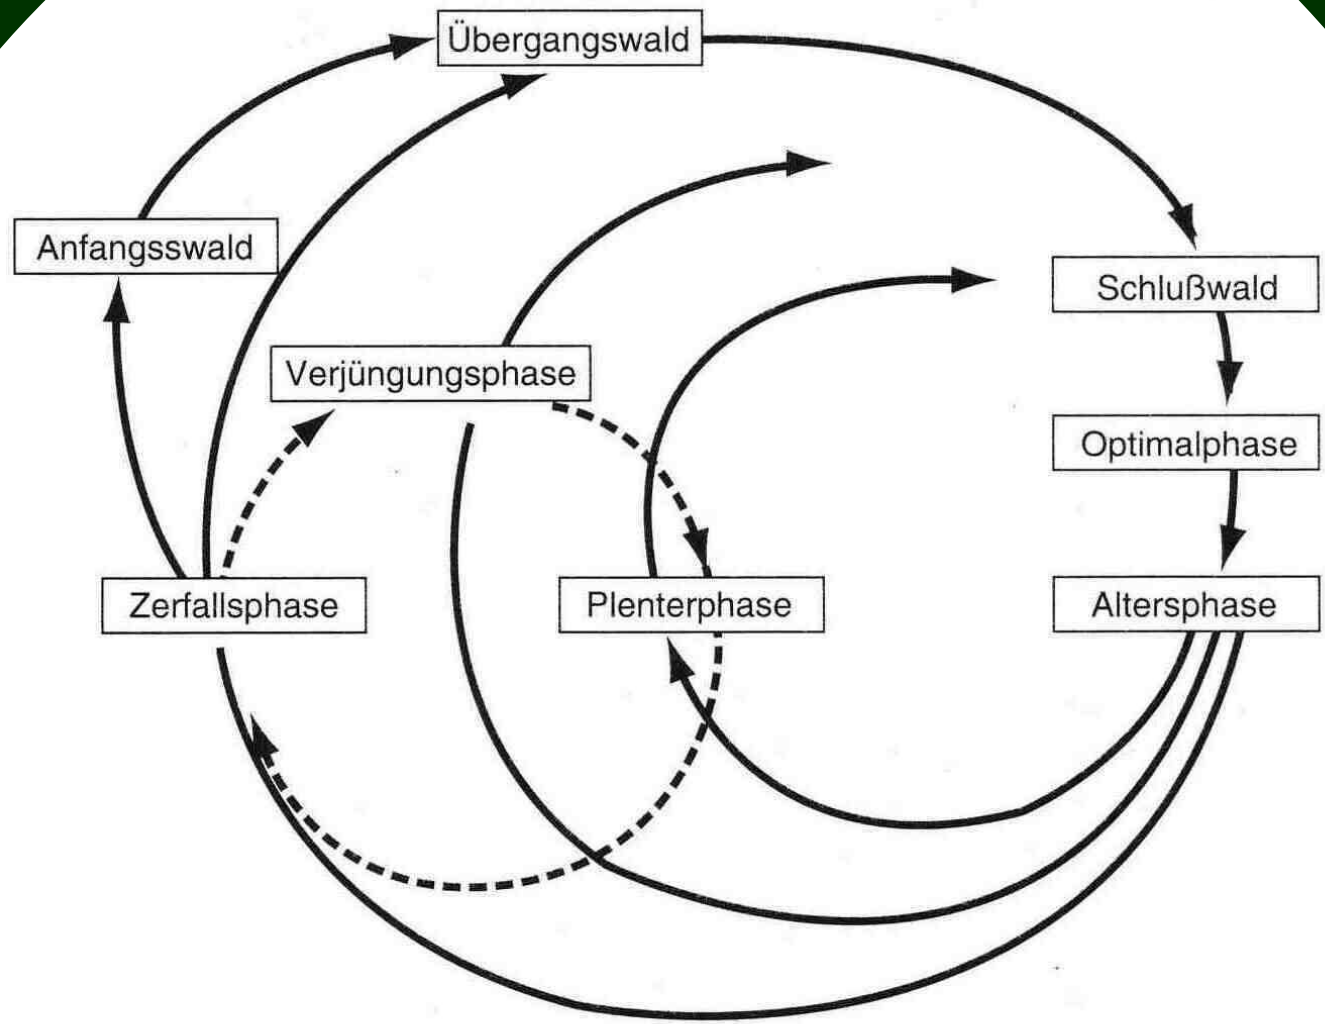 Übergangswald
Anfangsswald
Schlußwald
Verjüngungsphase
Optimalphase
Zerfallsphase
Plenterphase
Altersphase